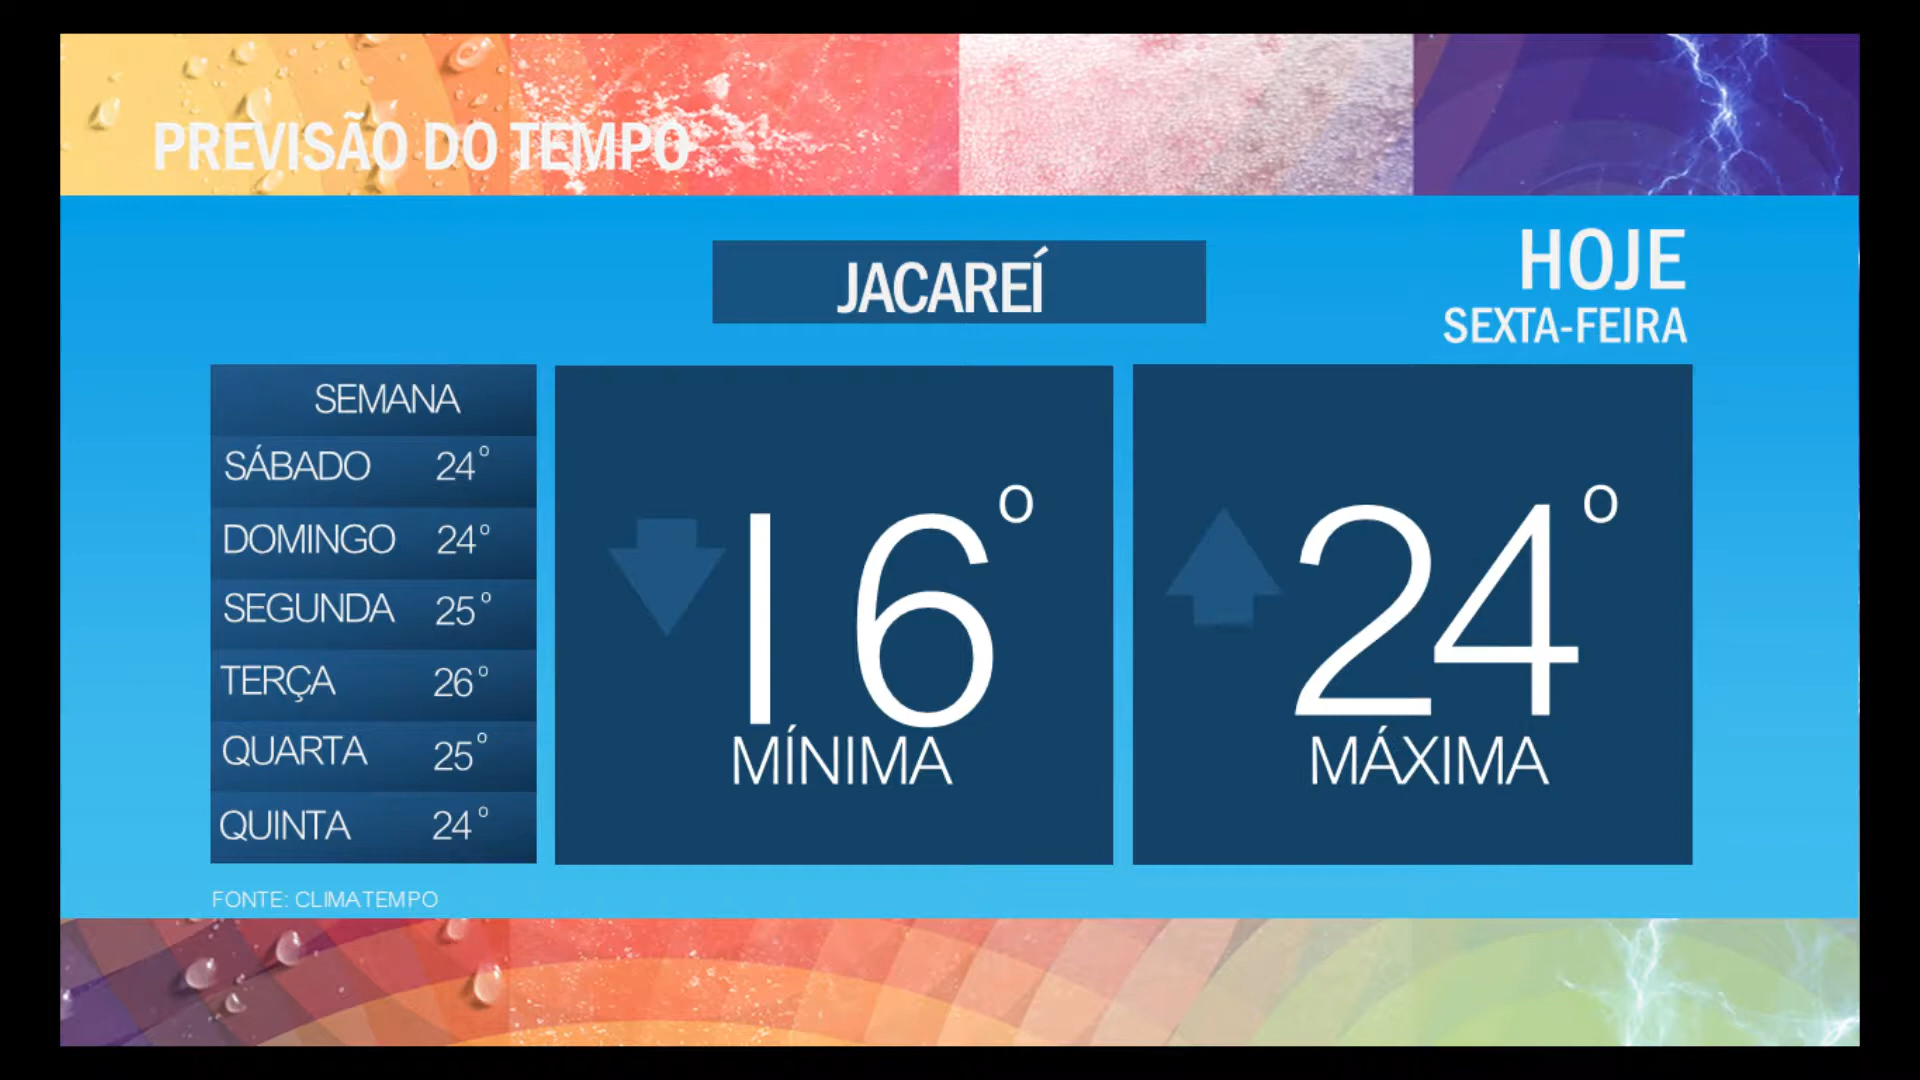 PREVISÃO DO TEMPO
JACAREÍ
HOJE
SEXTA-FEIRA
SEMANA
SÁBADO 24°
DOMINGO 24°
SEGUNDA 25°
TERÇA 26°
QUARTA 25°
QUINTA 24°
16°
MÍNIMA
24°
MÁXIMA
FONTE: CLIMATEMPO